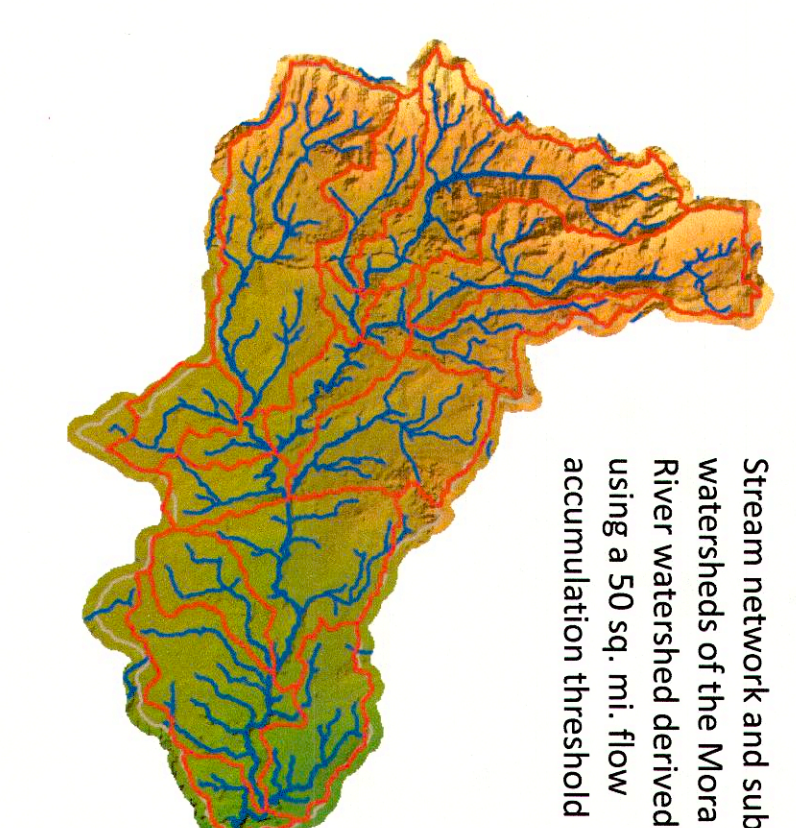 Stream network and sub
watersheds of the Mora
River watershed derived
using a 50 sq. mi. flow
accumulation threshold